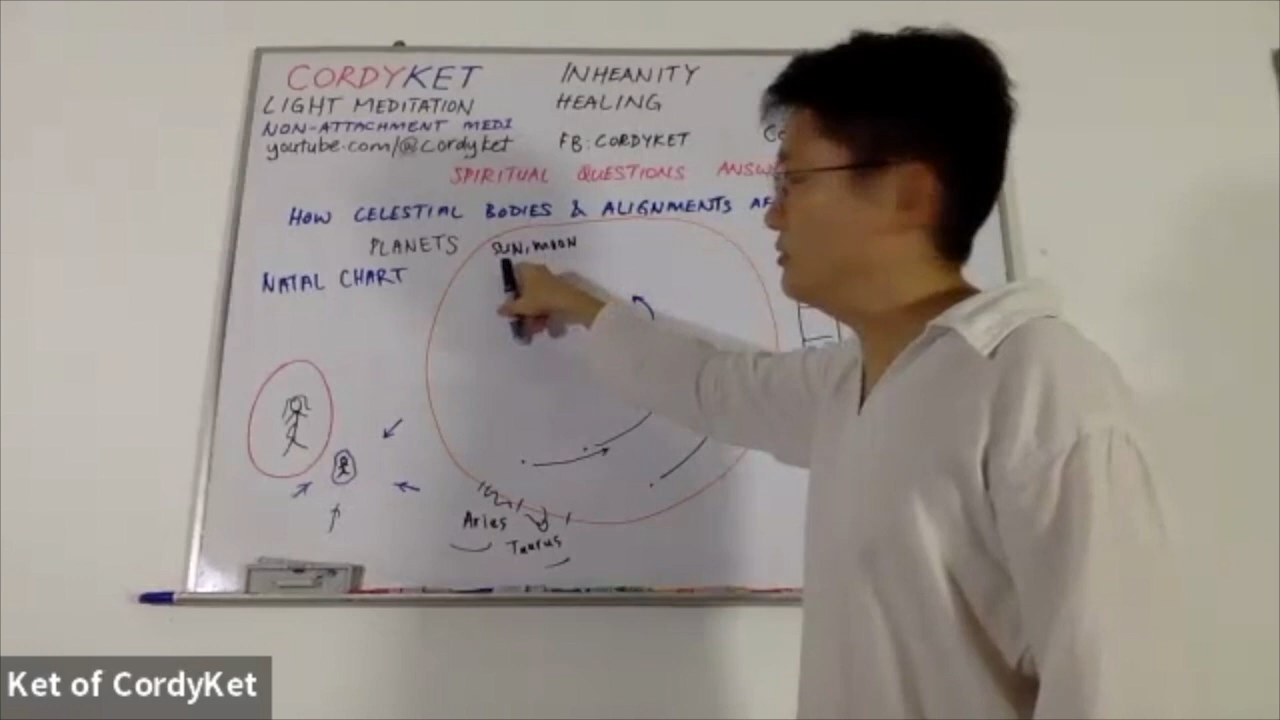 CORDYKET
INHEANITY
LIGHT MEDITATION
HEALING
NON-ATTACHMENT MEDI
youtube.com/@cordyket
FB: CORDYKET
SPIRITUAL QUESTIONS
HOW CELESTIAL BODIES & ALIGNMENTS
PLANETS
SUN, MOON
NATAL CHART
Aries
Taurus
Ket of CordyKet